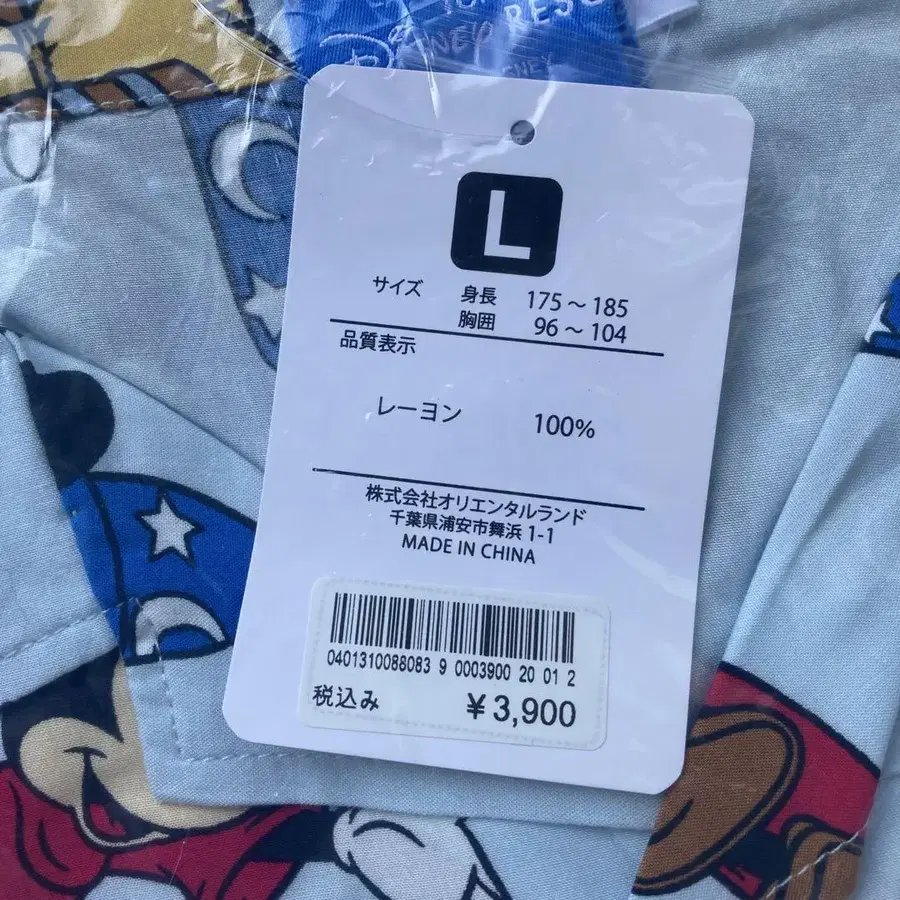 DISNEY RESO
NEY
L
サイズ 身長 175～185
胸囲 96～104
品質表示
レーヨン 100%
株式会社オリエンタルランド
千葉県浦安市舞浜 1-1
MADE IN CHINA
0401310088083 9 0003900 20 01 2
税込み ¥3,900